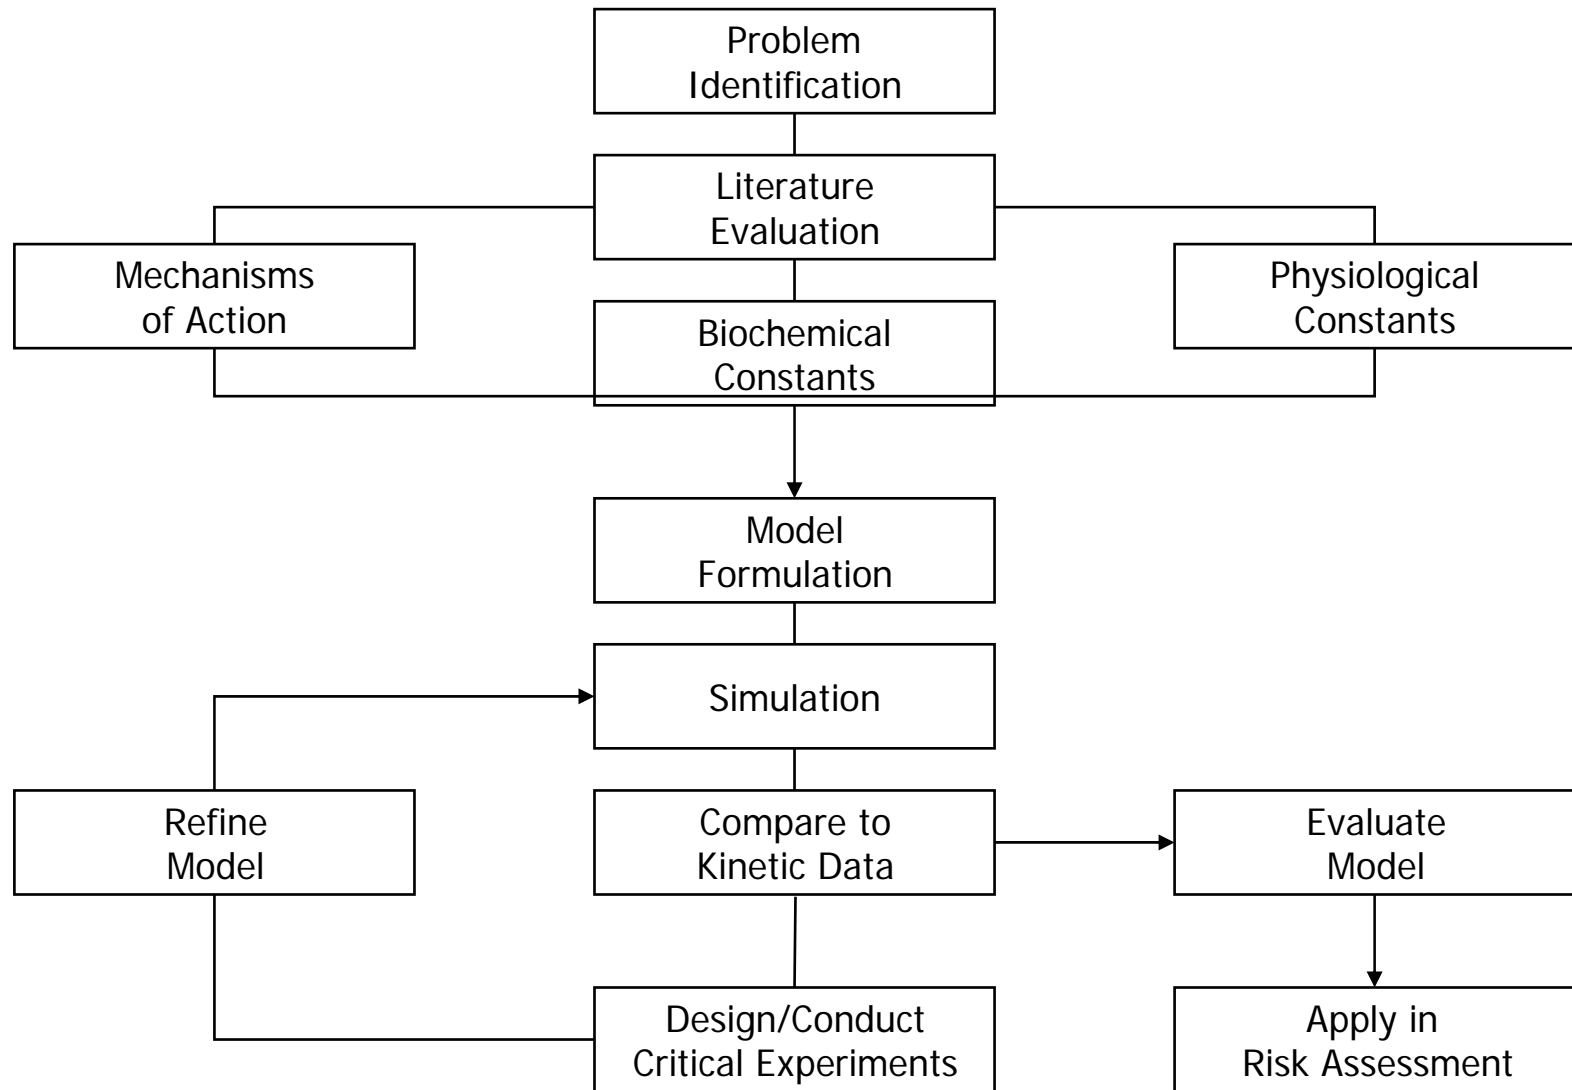 Problem
Identification
Literature
Evaluation
Mechanisms
of Action
Biochemical
Constants
Physiological
Constants
Model
Formulation
Simulation
Refine
Model
Compare to
Kinetic Data
Evaluate
Model
Design/Conduct
Critical Experiments
Apply in
Risk Assessment